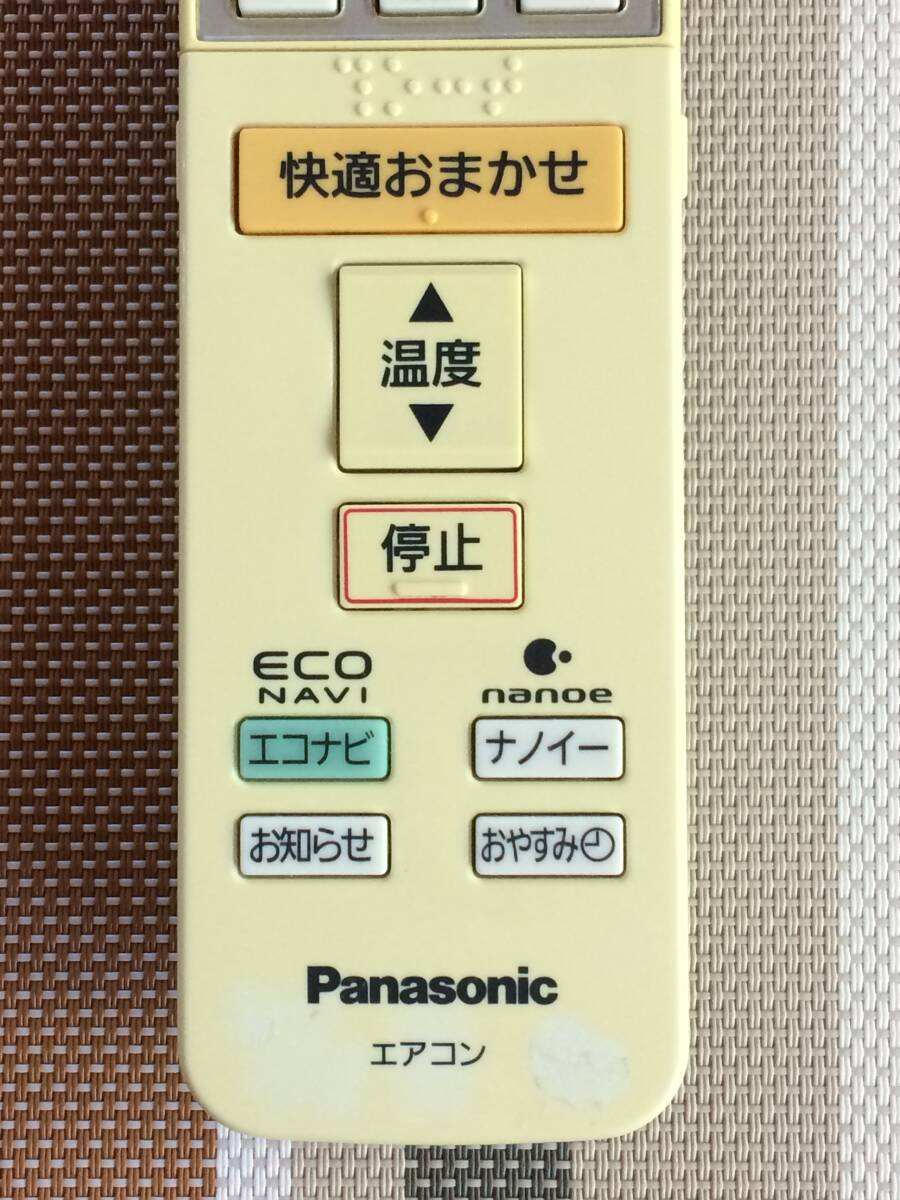 快適おまかせ
▲
温度
▼
停止
ECO
NAVI
nanoe
エコナビ
ナノイー
お知らせ
おやすみ
Panasonic
エアコン